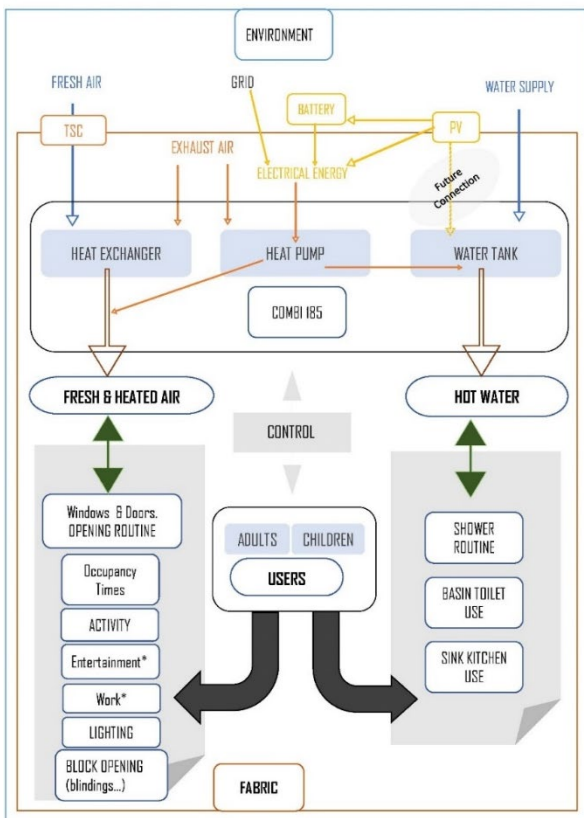 ENVIRONMENT
FRESH AIR
GRID
WATER SUPPLY
BATTERY
TSC
PV
EXHAUST AIR
ELECTRICAL ENERGY
Future
Connection
HEAT EXCHANGER
HEAT PUMP
WATER TANK
COMBI 185
FRESH & HEATED AIR
HOT WATER
CONTROL
Windows & Doors.
OPENING ROUTINE
ADULTS
CHILDREN
USERS
Occupancy
Times
ACTIVITY
Entertainment*
Work*
LIGHTING
BLOCK OPENING
(blindings...)
SHOWER
ROUTINE
BASIN TOILET
USE
SINK KITCHEN
USE
FABRIC